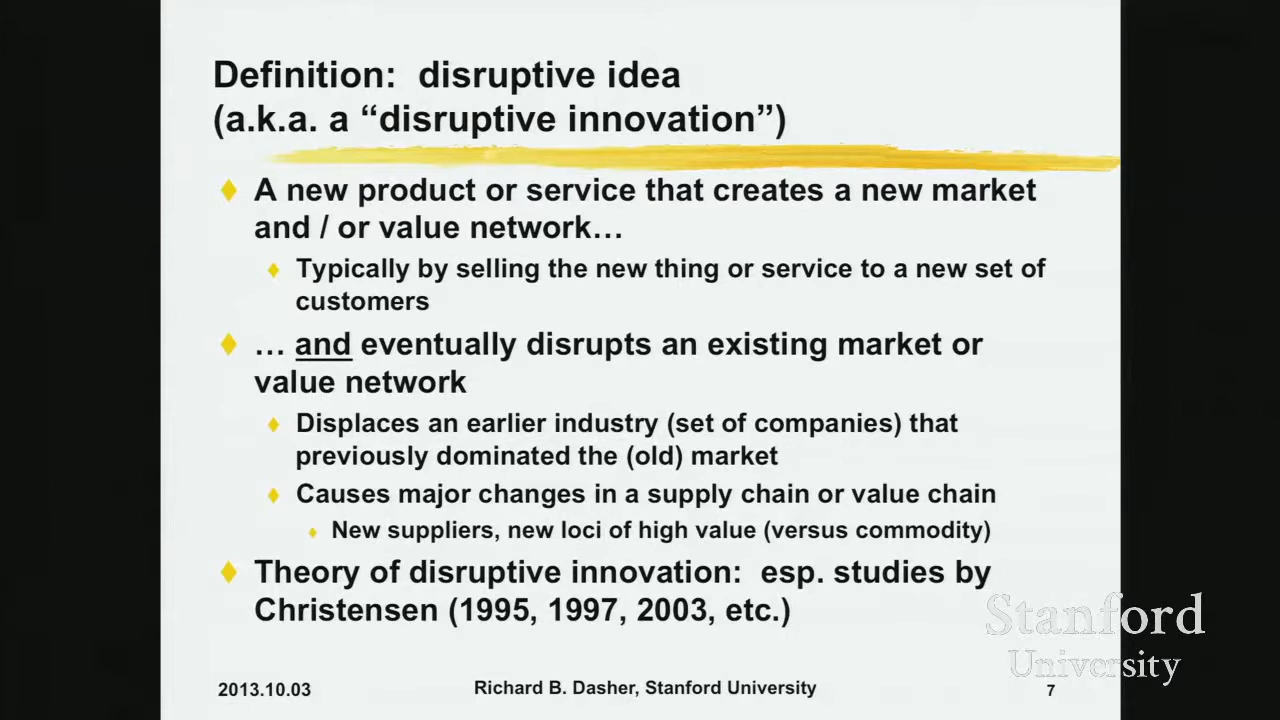 Definition:  disruptive idea
(a.k.a. a “disruptive innovation”)
A new product or service that creates a new market
and / or value network…
Typically by selling the new thing or service to a new set of
customers
… and eventually disrupts an existing market or
value network
Displaces an earlier industry (set of companies) that
previously dominated the (old) market
Causes major changes in a supply chain or value chain
New suppliers, new loci of high value (versus commodity)
Theory of disruptive innovation:  esp. studies by
Christensen (1995, 1997, 2003, etc.)
Stanford
University
2013.10.03
Richard B. Dasher, Stanford University
7